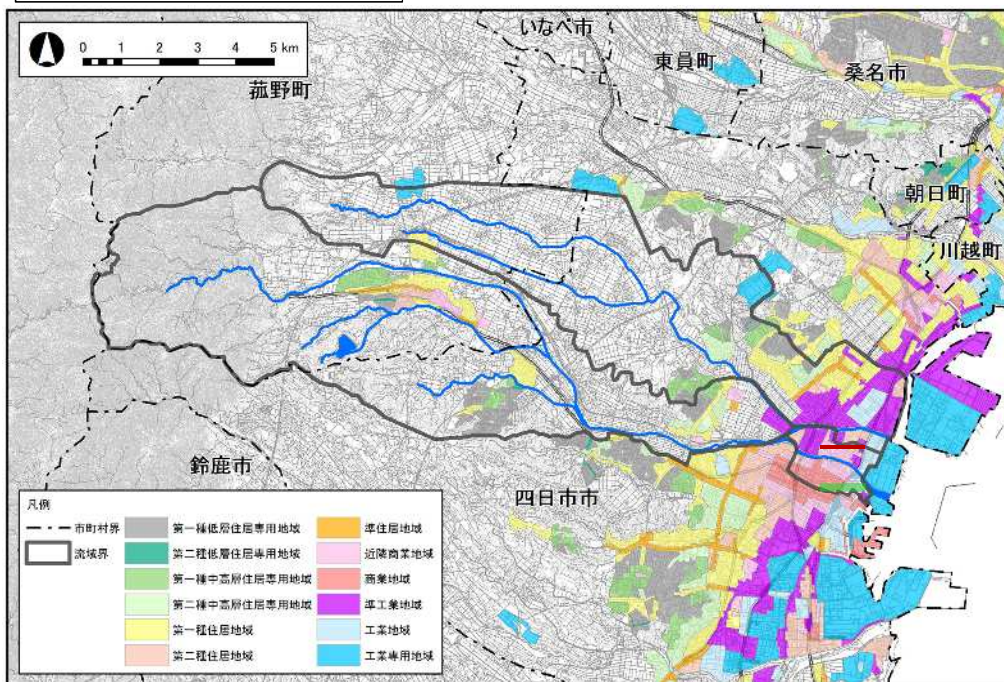 0 1 2 3 4 5 km
いなべ市
東員町
桑名市
菰野町
朝日町
川越町
鈴鹿市
四日市市
凡例
市町村界
流域界
第一種低層住居専用地域
第二種低層住居専用地域
第一種中高層住居専用地域
第二種中高層住居専用地域
第一種住居地域
第二種住居地域
準住居地域
近隣商業地域
商業地域
準工業地域
工業地域
工業専用地域